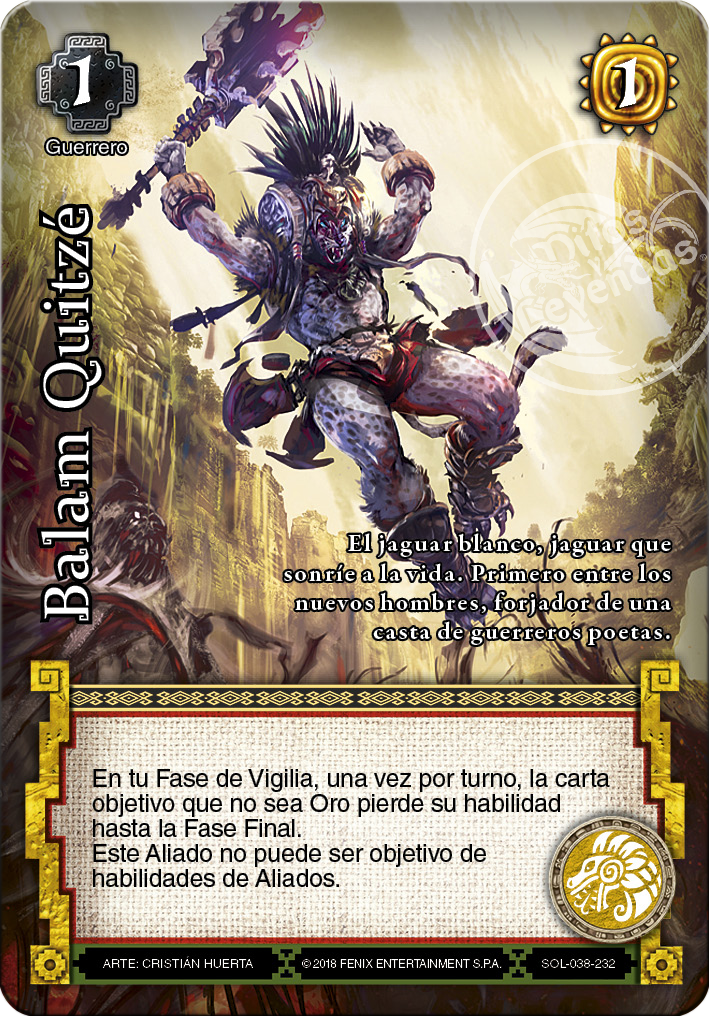 1
1
Guerrero
Mitos
y
Leyendas
Balam Quitzé
El jaguar blanco, jaguar que
sonríe a la vida. Primero entre los
nuevos hombres, forjador de una
casta de guerreros poetas.
En tu Fase de Vigilia, una vez por turno, la carta
objetivo que no sea Oro pierde su habilidad
hasta la Fase Final.
Este Aliado no puede ser objetivo de
habilidades de Aliados.
ARTE: CRISTIÁN HUERTA
© 2018 FENIX ENTERTAINMENT S.P.A.
SOL-038-232